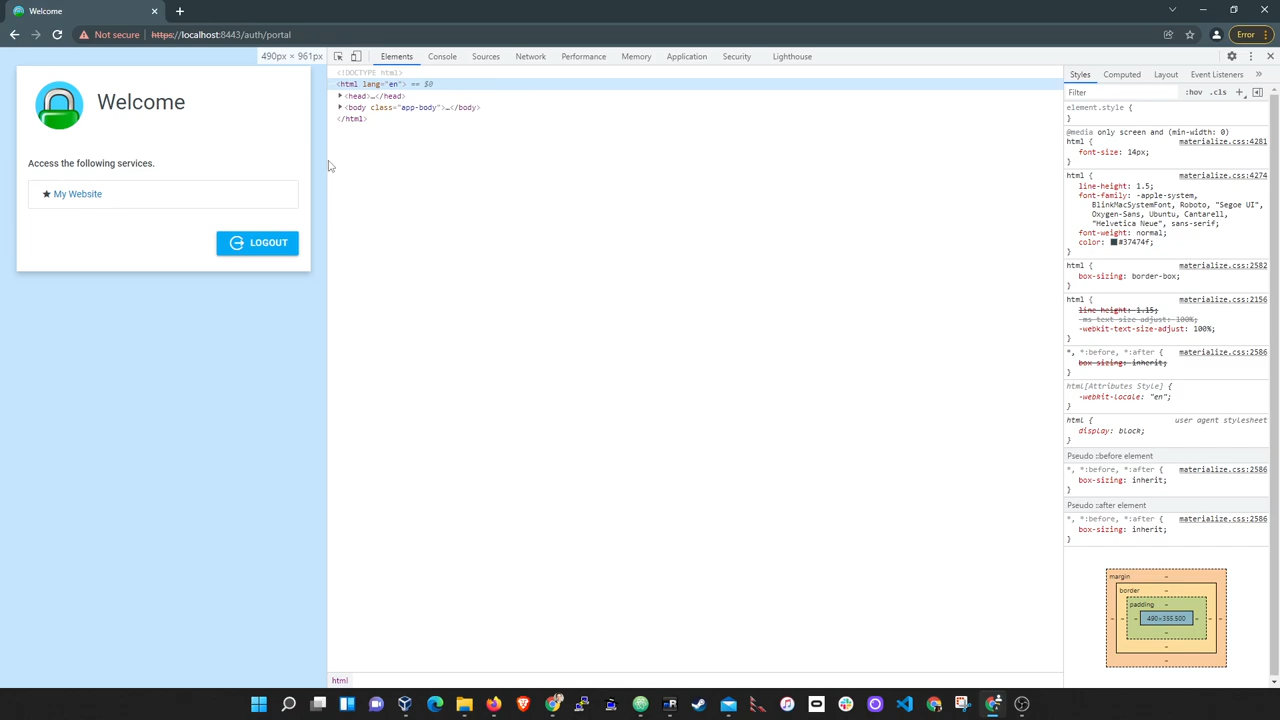 Welcome
Not secure | https://localhost:8443/auth/portal
Error
490px × 961px
Elements Console Sources Network Performance Memory Application Security Lighthouse
Welcome
Access the following services.
★ My Website
LOGOUT
<!DOCTYPE html>
<html lang="en"> == $0
<head>…</head>
<body class="app-body">…</body>
</html>
html
Styles Computed Layout Event Listeners »
Filter
:hov .cls +
element.style {
}
@media only screen and (min-width: 0)
html { materialize.css:4281
font-size: 14px;
}
html { materialize.css:4274
line-height: 1.5;
font-family: -apple-system,
BlinkMacSystemFont, Roboto, "Segoe UI",
Oxygen-Sans, Ubuntu, Cantarell,
"Helvetica Neue", sans-serif;
font-weight: normal;
color: #37474f;
}
html { materialize.css:2582
box-sizing: border-box;
}
html { materialize.css:2156
line-height: 1.15;
-ms-text-size-adjust: 100%;
-webkit-text-size-adjust: 100%;
}
*, *:before, *:after { materialize.css:2586
box-sizing: inherit;
}
html[Attributes Style] {
-webkit-locale: "en";
}
html { user agent stylesheet
display: block;
}
Pseudo ::before element
*, *:before, *:after { materialize.css:2586
box-sizing: inherit;
}
Pseudo ::after element
*, *:before, *:after { materialize.css:2586
box-sizing: inherit;
}
margin –
border –
padding –
– – – 490×355.500 – – –
–
–
–